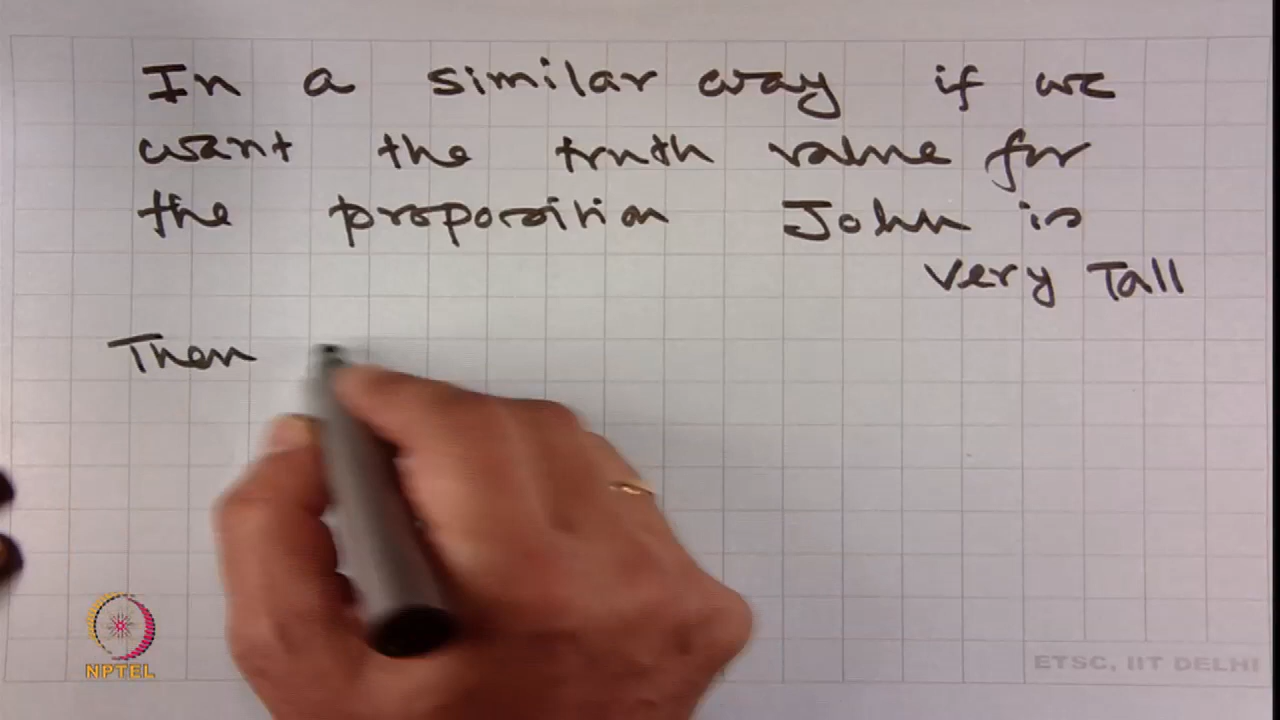 In a similar way if we
want the truth value for
the proposition John is
very Tall
Then
NPTEL
ETSC, IIT DELHI